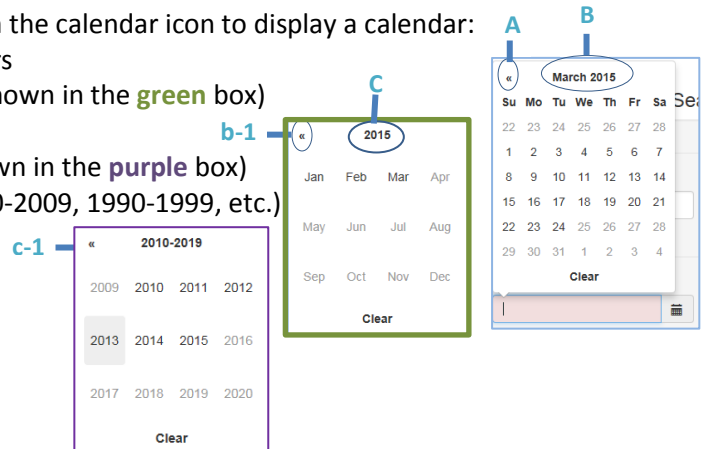 the calendar icon to display a calendar:
A
B
hown in the green box)
C
b-1
wn in the purple box)
0-2009, 1990-1999, etc.)
c-1
« March 2015
Su Mo Tu We Th Fr Sa
22 23 24 25 26 27 28
1 2 3 4 5 6 7
8 9 10 11 12 13 14
15 16 17 18 19 20 21
22 23 24 25 26 27 28
29 30 31 1 2 3 4
Clear
Sea
« 2015
Jan Feb Mar Apr
May Jun Jul Aug
Sep Oct Nov Dec
Clear
« 2010-2019
2009 2010 2011 2012
2013 2014 2015 2016
2017 2018 2019 2020
Clear